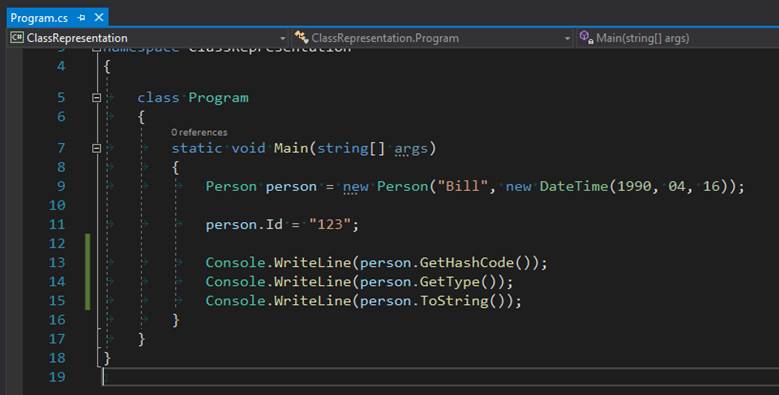 Program.cs
C# ClassRepresentation ClassRepresentation.Program Main(string[] args)
3 namespace ClassRepresentation
4 {
5 class Program
6 {
0 references
7 static void Main(string[] args)
8 {
9 Person person = new Person("Bill", new DateTime(1990, 04, 16));
10
11 person.Id = "123";
12
13 Console.WriteLine(person.GetHashCode());
14 Console.WriteLine(person.GetType());
15 Console.WriteLine(person.ToString());
16 }
17 }
18 }
19